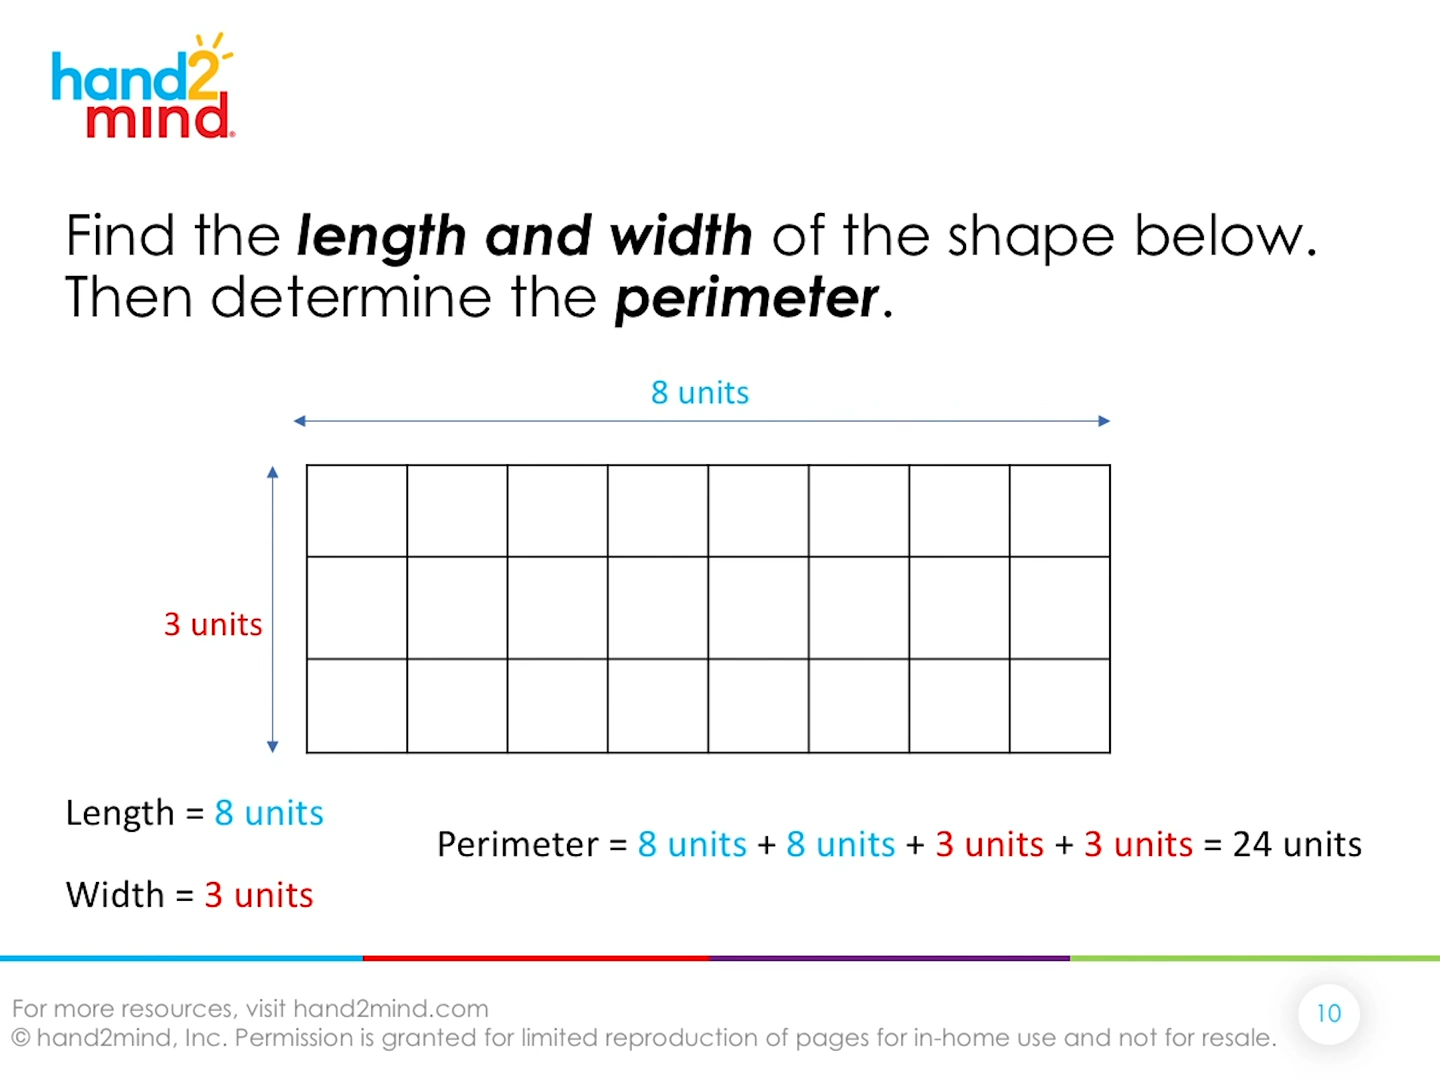 hand2
mind®
Find the length and width of the shape below.
Then determine the perimeter.
8 units
3 units
Length = 8 units
Perimeter = 8 units + 8 units + 3 units + 3 units = 24 units
Width = 3 units
For more resources, visit hand2mind.com
© hand2mind, Inc. Permission is granted for limited reproduction of pages for in-home use and not for resale.
10